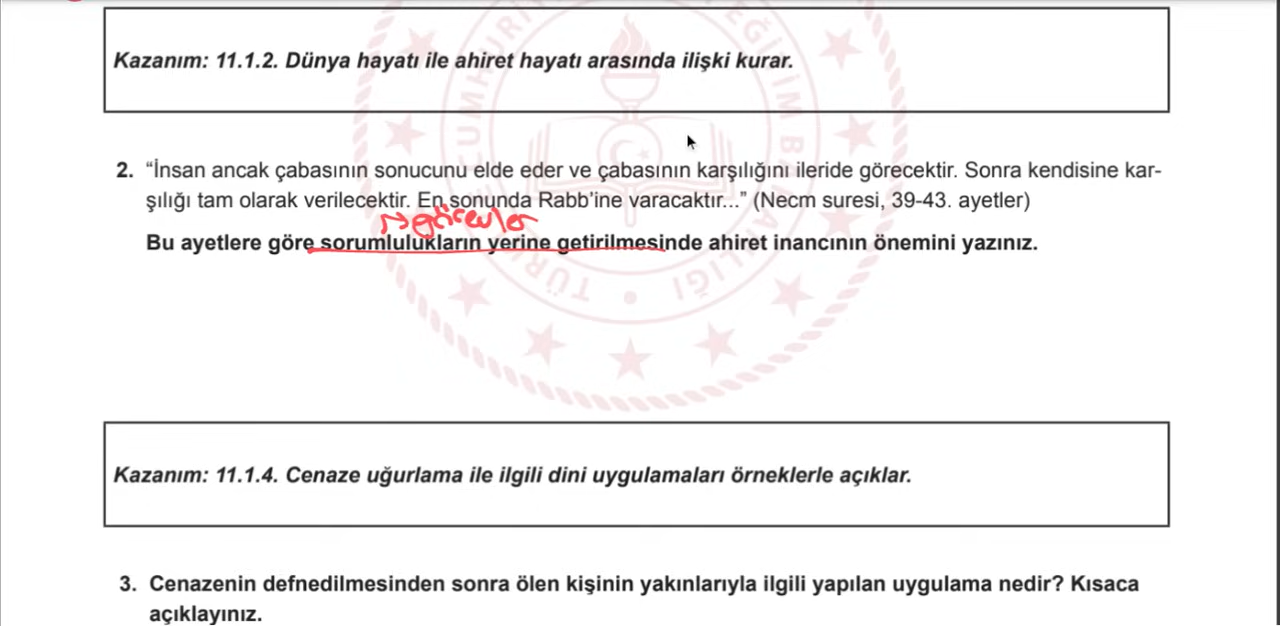 Kazanım: 11.1.2. Dünya hayatı ile ahiret hayatı arasında ilişki kurar.
2. “İnsan ancak çabasının sonucunu elde eder ve çabasının karşılığını ileride görecektir. Sonra kendisine kar-
şılığı tam olarak verilecektir. En sonunda Rabb’ine varacaktır...” (Necm suresi, 39-43. ayetler)
görevler
Bu ayetlere göre sorumlulukların yerine getirilmesinde ahiret inancının önemini yazınız.
Kazanım: 11.1.4. Cenaze uğurlama ile ilgili dini uygulamaları örneklerle açıklar.
3. Cenazenin defnedilmesinden sonra ölen kişinin yakınlarıyla ilgili yapılan uygulama nedir? Kısaca
açıklayınız.